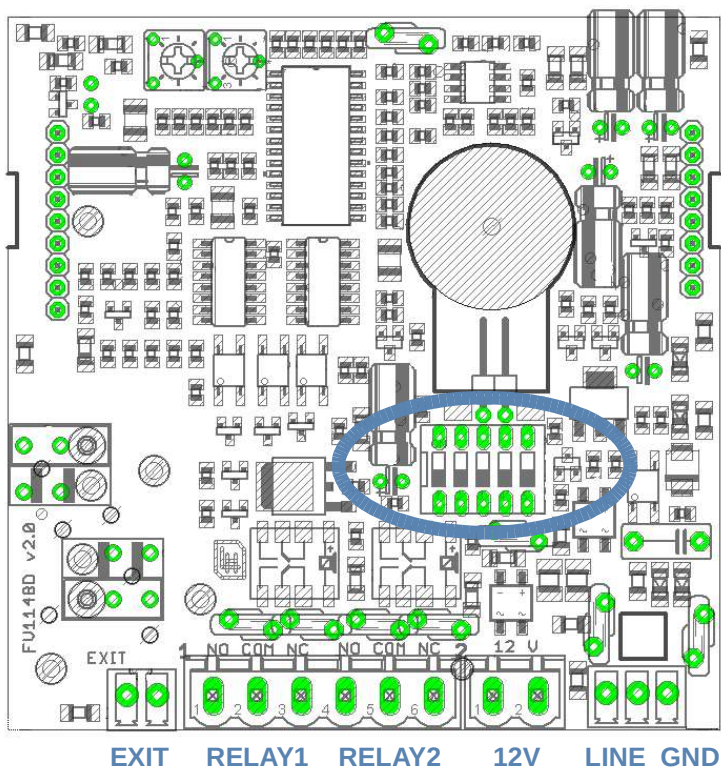 FV114BD v2.0
EXIT
1 NO COM NC NO COM NC 2 12 V
1 2 3 4 5 6 1 2
EXIT RELAY1 RELAY2 12V LINE GND